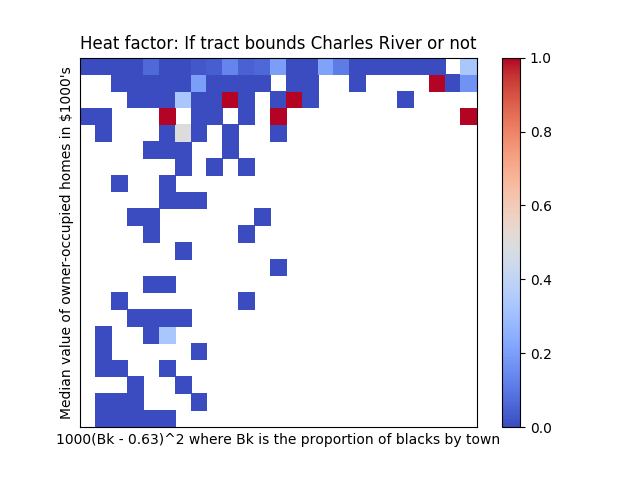 Heat factor: If tract bounds Charles River or not
Median value of owner-occupied homes in $1000's
1000(Bk - 0.63)^2 where Bk is the proportion of blacks by town
1.0
0.8
0.6
0.4
0.2
0.0